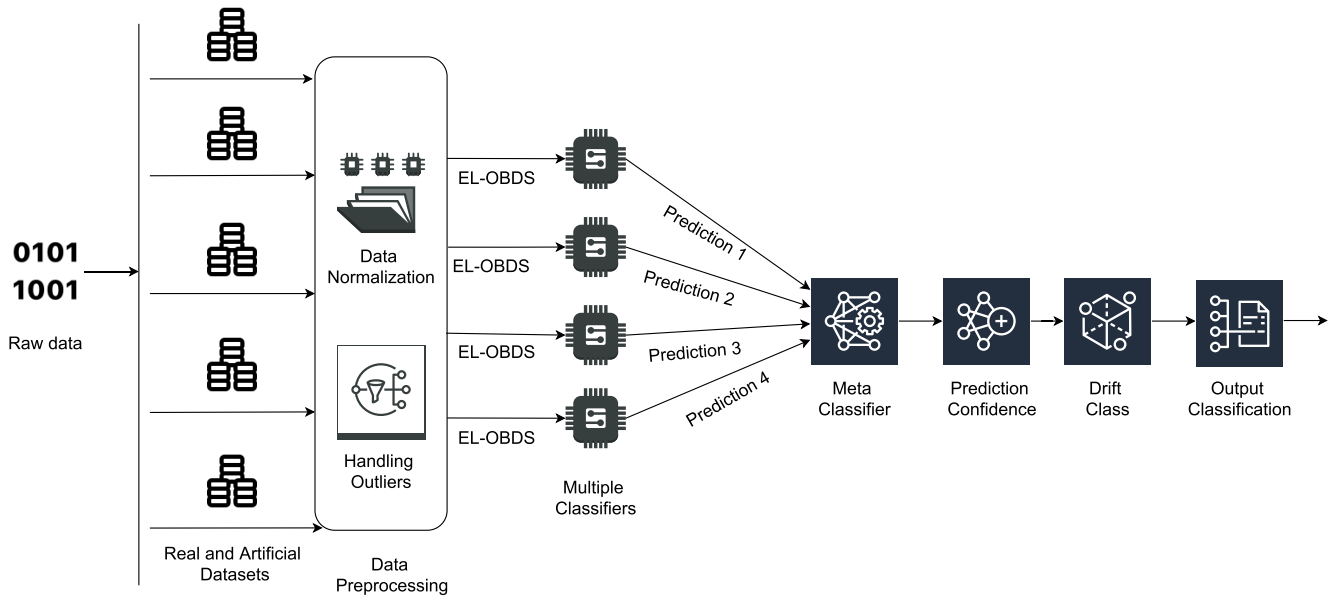 0101
1001
Raw data
Real and Artificial
Datasets
Data
Normalization
Handling
Outliers
Data
Preprocessing
EL-OBDS
EL-OBDS
EL-OBDS
EL-OBDS
Multiple
Classifiers
Prediction 1
Prediction 2
Prediction 3
Prediction 4
Meta
Classifier
Prediction
Confidence
Drift
Class
Output
Classification